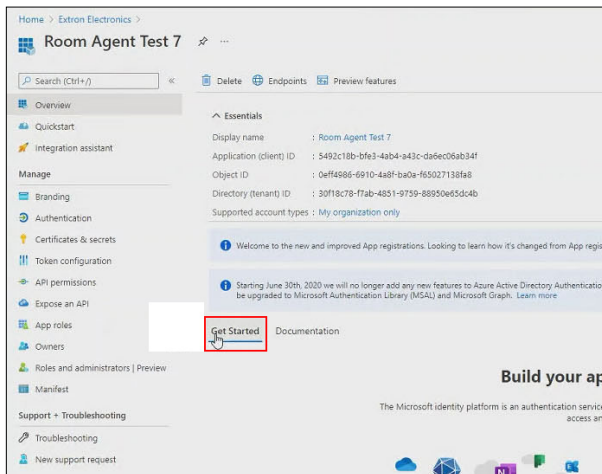 Home > Extron Electronics >
Room Agent Test 7
Search (Ctrl+/)
Delete
Endpoints
Preview features
Overview
Quickstart
Integration assistant
Manage
Branding
Authentication
Certificates & secrets
Token configuration
API permissions
Expose an API
App roles
Owners
Roles and administrators | Preview
Manifest
Support + Troubleshooting
Troubleshooting
New support request
Essentials
Display name : Room Agent Test 7
Application (client) ID : 5492c18b-bfe3-4ab4-a43c-da6ec06ab34f
Object ID : 0eff4986-6910-4a8f-ba0a-f65027138fa8
Directory (tenant) ID : 30f18c78-f7ab-4851-9759-88950e65dc4b
Supported account types : My organization only
Welcome to the new and improved App registrations. Looking to learn how it's changed from App regis
Starting June 30th, 2020 we will no longer add any new features to Azure Active Directory Authenticatio
be upgraded to Microsoft Authentication Library (MSAL) and Microsoft Graph. Learn more
Get Started
Documentation
Build your ap
The Microsoft identity platform is an authentication service
access an